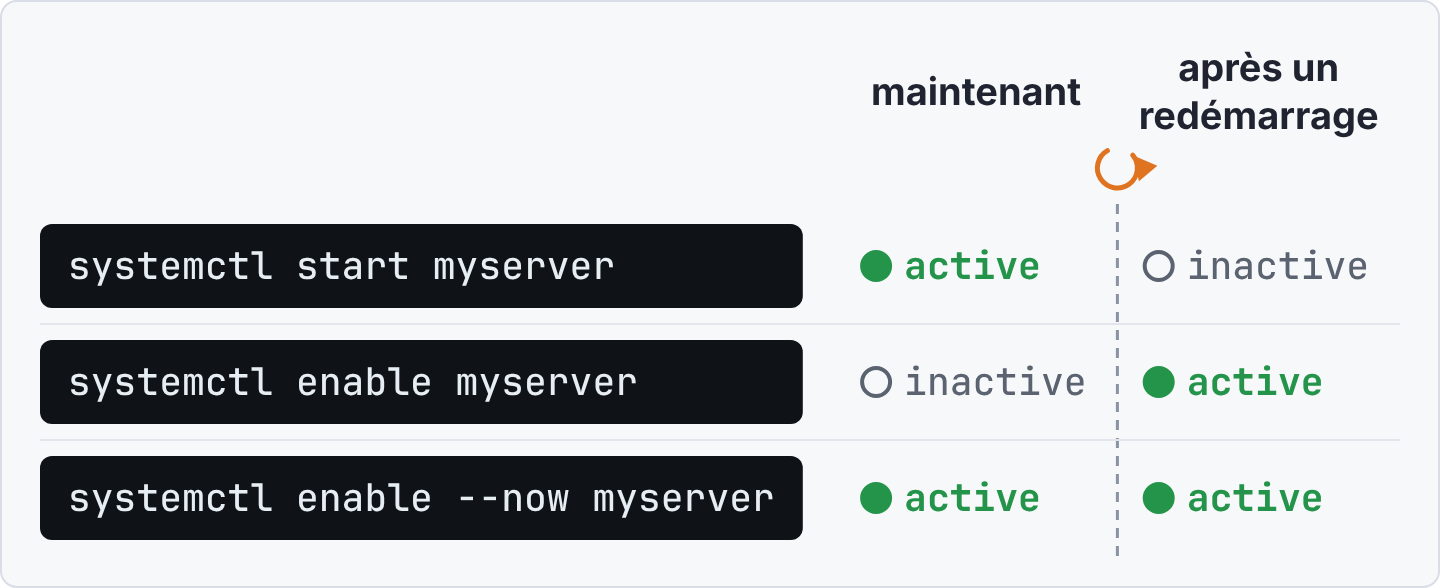 maintenant
après un
redémarrage
systemctl start myserver active inactive
systemctl enable myserver inactive active
systemctl enable --now myserver active active